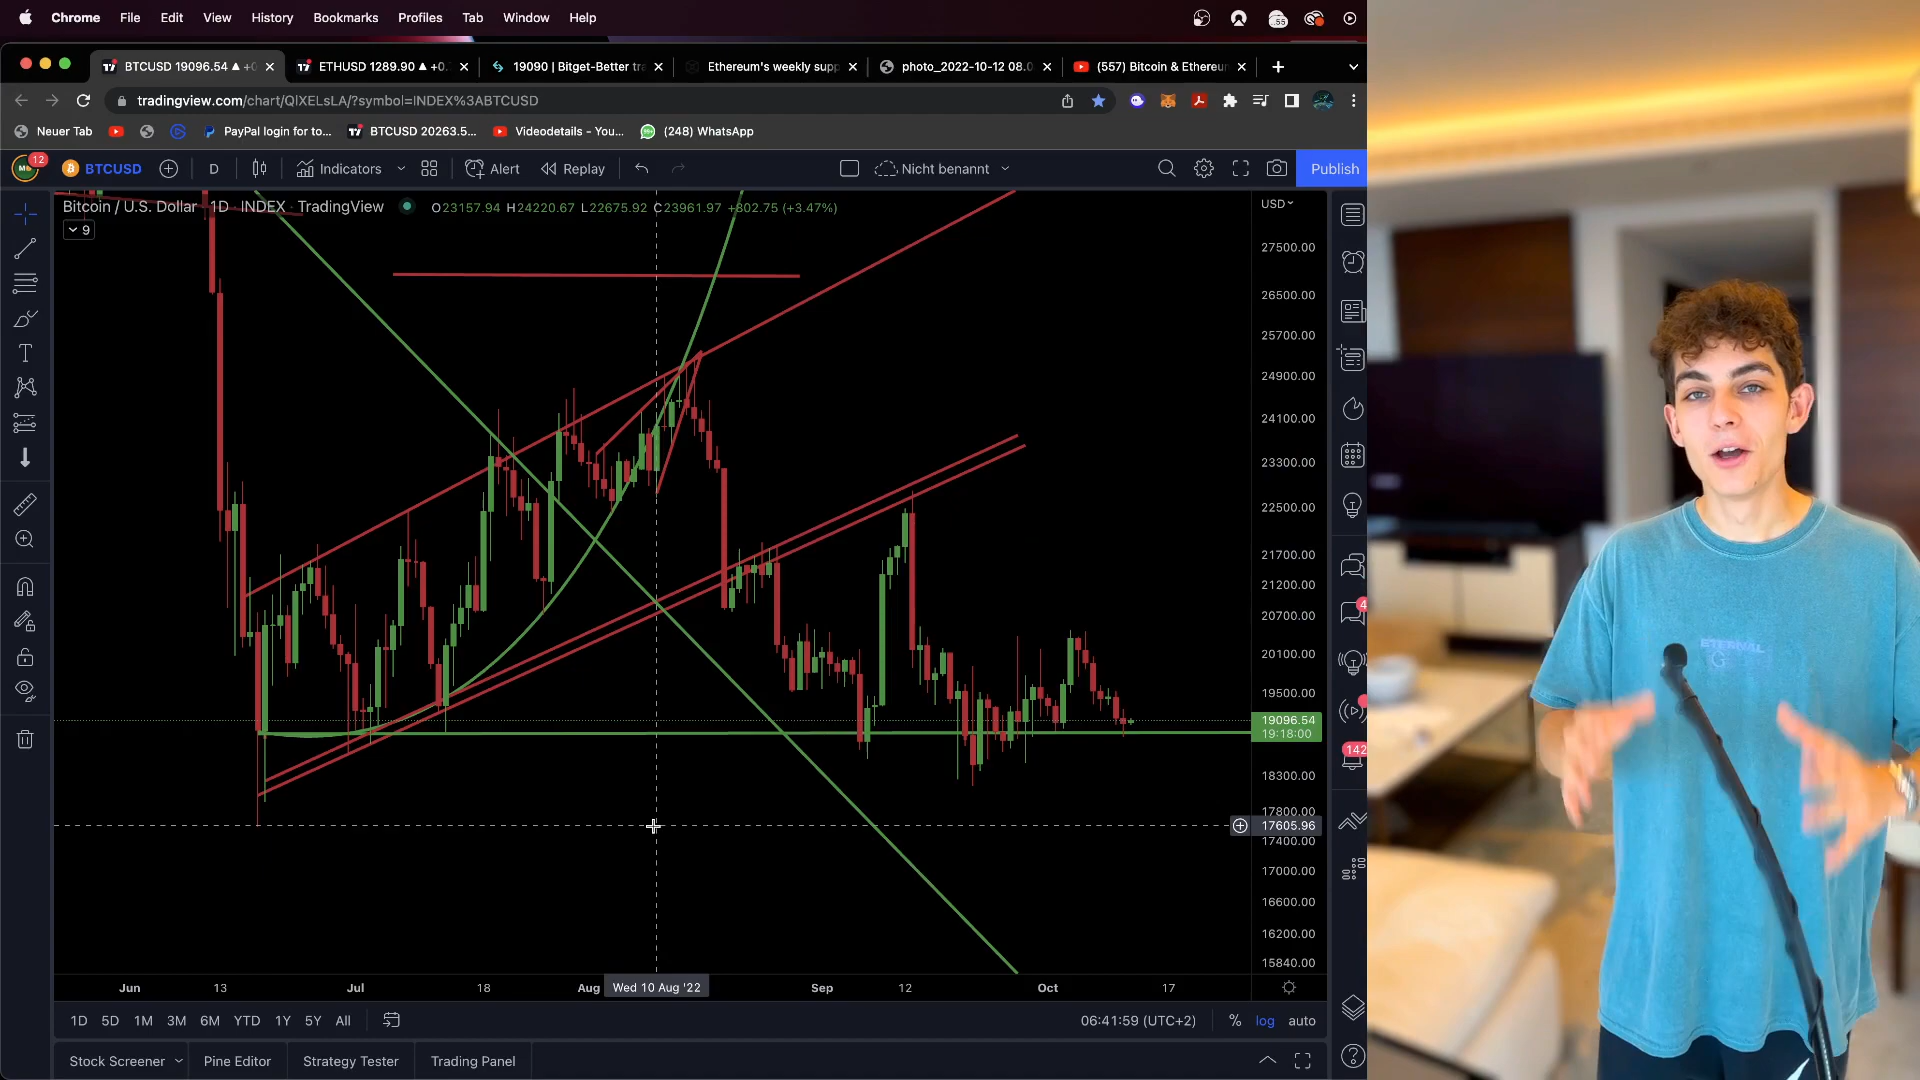 Chrome File Edit View History Bookmarks Profiles Tab Window Help
BTCUSD 19096.54 ▲ +0
ETHUSD 1289.90 ▲ +0.
19090 | Bitget-Better tra
Ethereum's weekly supp
photo_2022-10-12 08.0
(557) Bitcoin & Ethereu
tradingview.com/chart/QIXELsLA/?symbol=INDEX%3ABTCUSD
Neuer Tab
PayPal login for to...
BTCUSD 20263.5...
Videodetails - You...
(248) WhatsApp
12 BTCUSD D Indicators Alert Replay Nicht benannt Publish
Bitcoin / U.S. Dollar · 1D · INDEX · TradingView O23157.94 H24220.67 L22675.92 C23961.97 +802.75 (+3.47%)
9
USD
27500.00
26500.00
25700.00
24900.00
24100.00
23300.00
22500.00
21700.00
21200.00
20700.00
20100.00
19500.00
19096.54
19:18:00
18300.00
17800.00
17605.96
17400.00
17000.00
16600.00
16200.00
15840.00
4
142
ETERNAL
Jun 13 Jul 18 Aug Wed 10 Aug '22 Sep 12 Oct 17
1D 5D 1M 3M 6M YTD 1Y 5Y All 06:41:59 (UTC+2) % log auto
Stock Screener Pine Editor Strategy Tester Trading Panel